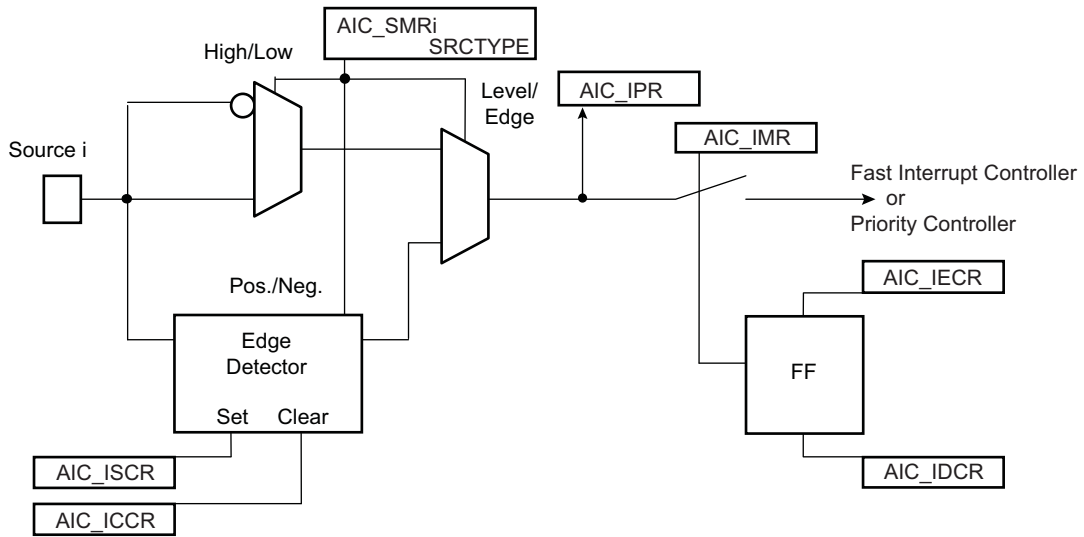 AIC_SMRi
SRCTYPE
High/Low
Level/
Edge
AIC_IPR
AIC_IMR
Source i
Fast Interrupt Controller
or
Priority Controller
Pos./Neg.
AIC_IECR
Edge
Detector
FF
Set Clear
AIC_ISCR
AIC_IDCR
AIC_ICCR